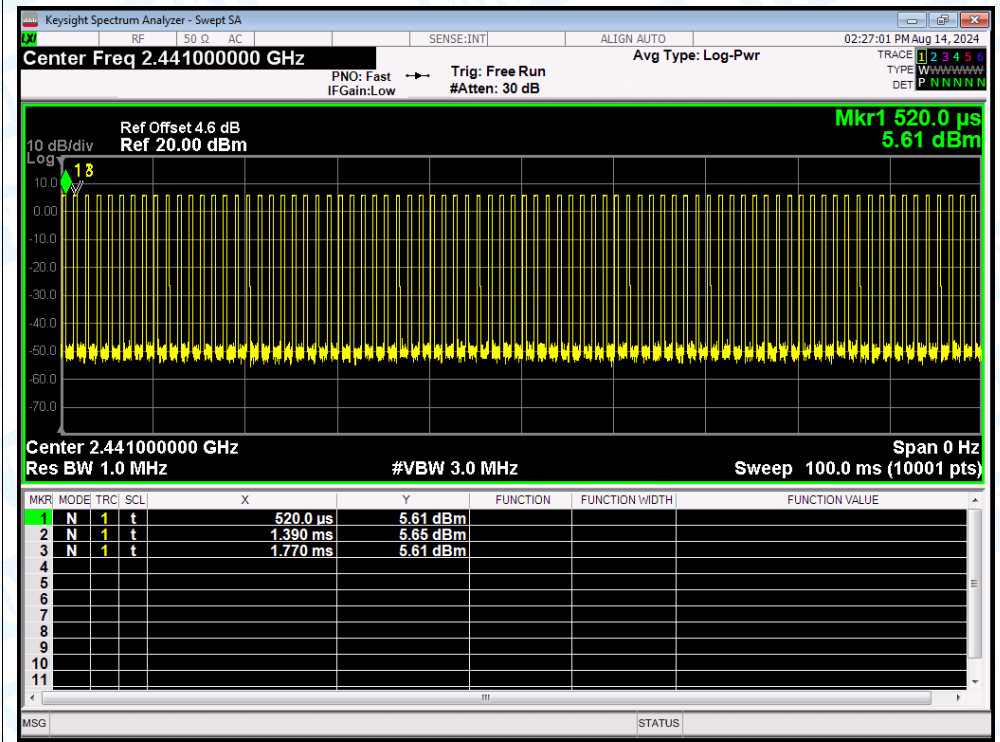 Keysight Spectrum Analyzer - Swept SA
LXI RF 50 Ω AC SENSE:INT ALIGN AUTO 02:27:01 PM Aug 14, 2024
Center Freq 2.441000000 GHz Avg Type: Log-Pwr TRACE 1 2 3 4 5 6
PNO: Fast Trig: Free Run TYPE WWWWWW
IFGain:Low #Atten: 30 dB DET P N N N N N
Mkr1 520.0 µs
Ref Offset 4.6 dB
10 dB/div Ref 20.00 dBm 5.61 dBm
Log
1 3
10.0
0.00
-10.0
-20.0
-30.0
-40.0
-50.0
-60.0
-70.0
Center 2.441000000 GHz Span 0 Hz
Res BW 1.0 MHz #VBW 3.0 MHz Sweep 100.0 ms (10001 pts)
MKR MODE TRC SCL X Y FUNCTION FUNCTION WIDTH FUNCTION VALUE
1 N 1 t 520.0 µs 5.61 dBm
2 N 1 t 1.390 ms 5.65 dBm
3 N 1 t 1.770 ms 5.61 dBm
4
5
6
7
8
9
10
11
MSG STATUS